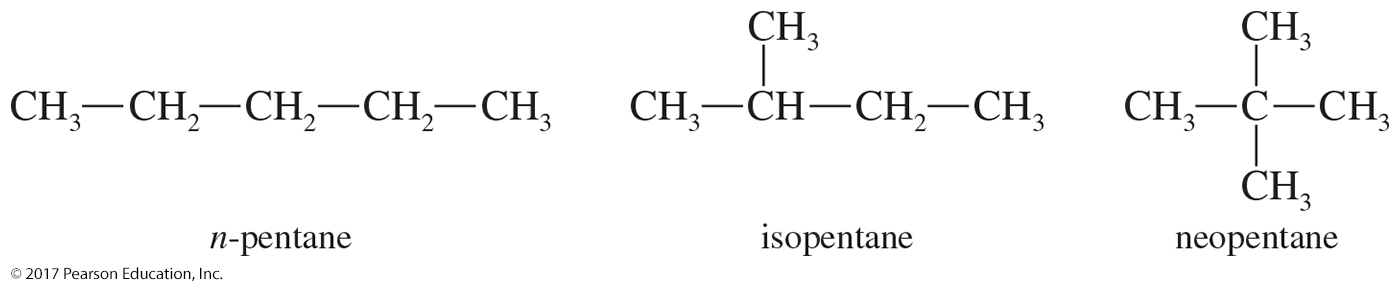 CH₃ CH₃
CH₃—CH₂—CH₂—CH₂—CH₃ CH₃—CH—CH₂—CH₃ CH₃—C—CH₃
CH₃
n-pentane isopentane neopentane
© 2017 Pearson Education, Inc.